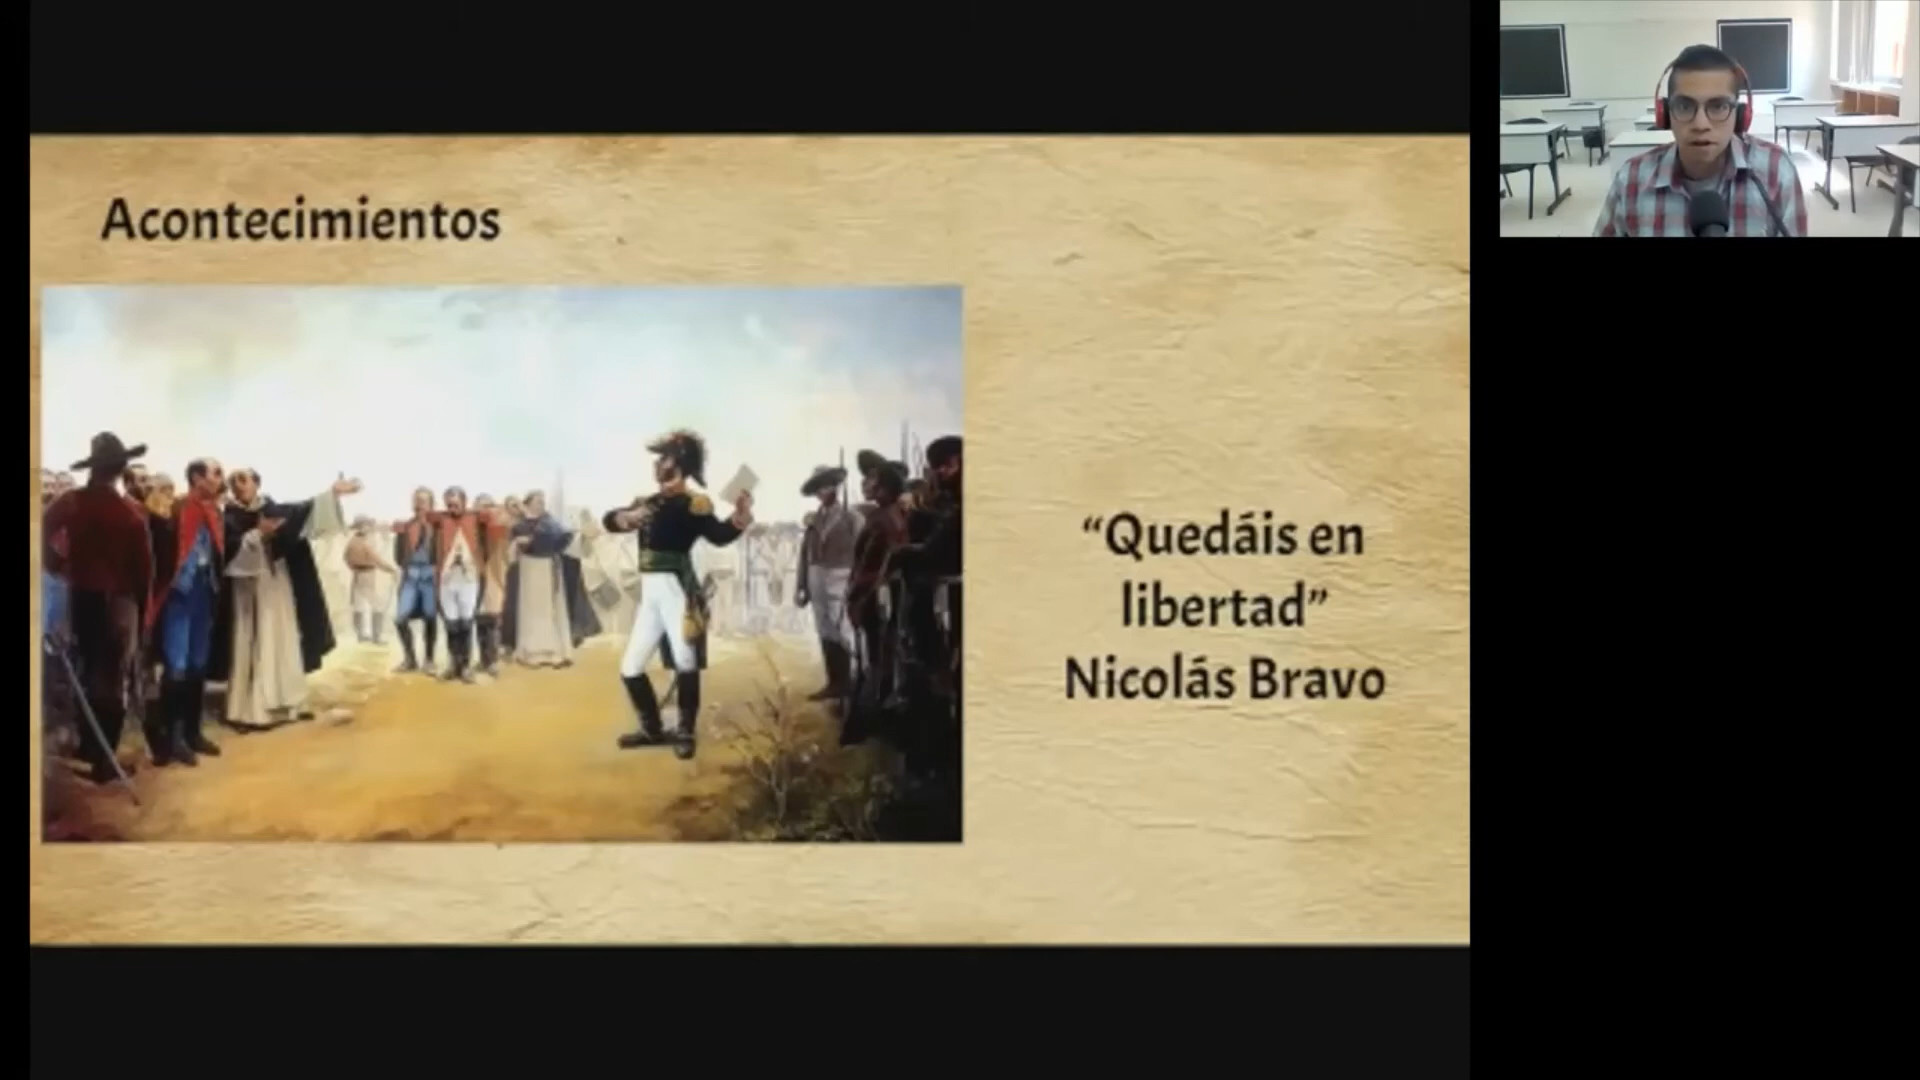 Acontecimientos
“Quedáis en
libertad”
Nicolás Bravo